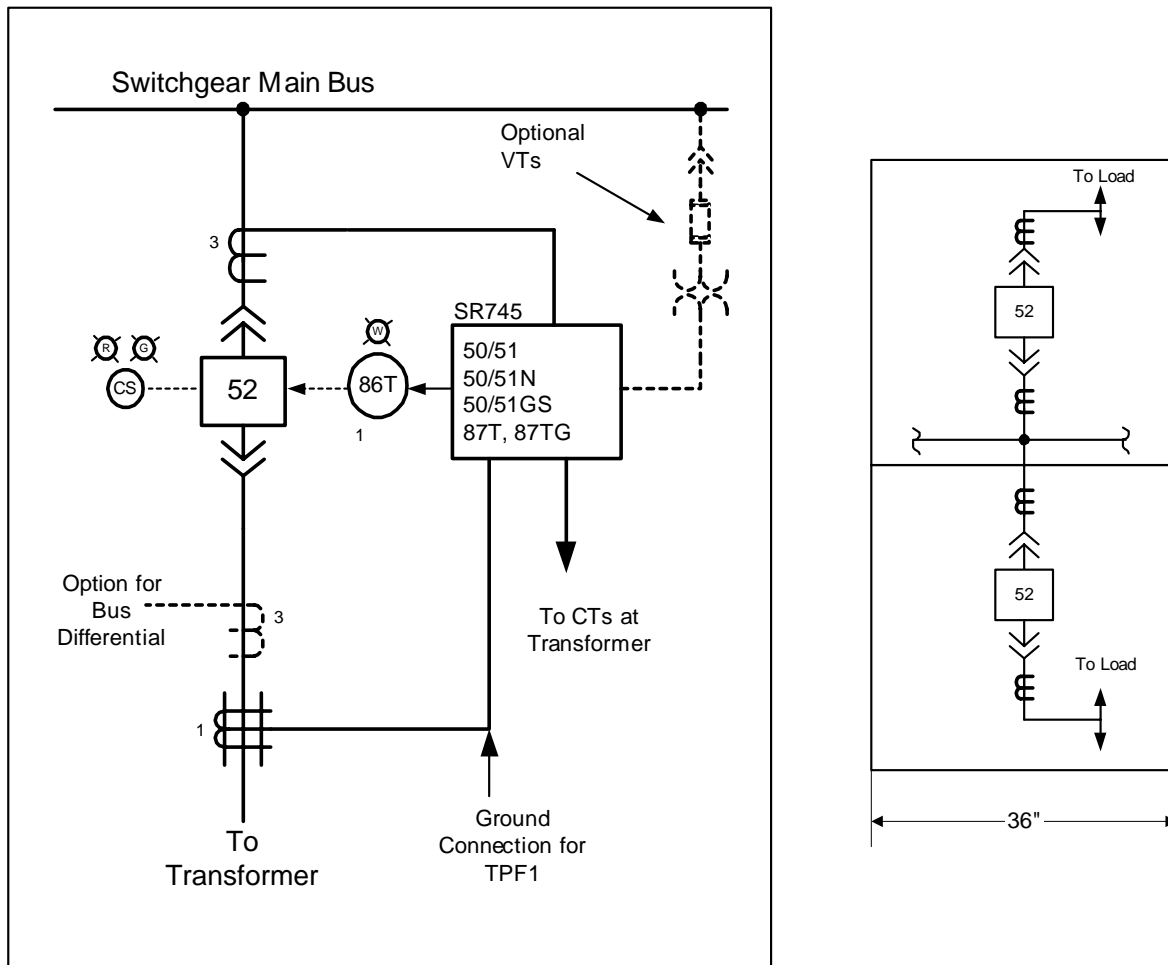 Switchgear Main Bus
Optional
VTs
3
SR745
W
R
G
CS
52
86T
1
50/51
50/51N
50/51GS
87T, 87TG
Option for
Bus
Differential
3
To CTs at
Transformer
1
Ground
Connection for
TPF1
To
Transformer
To Load
52
52
To Load
36"